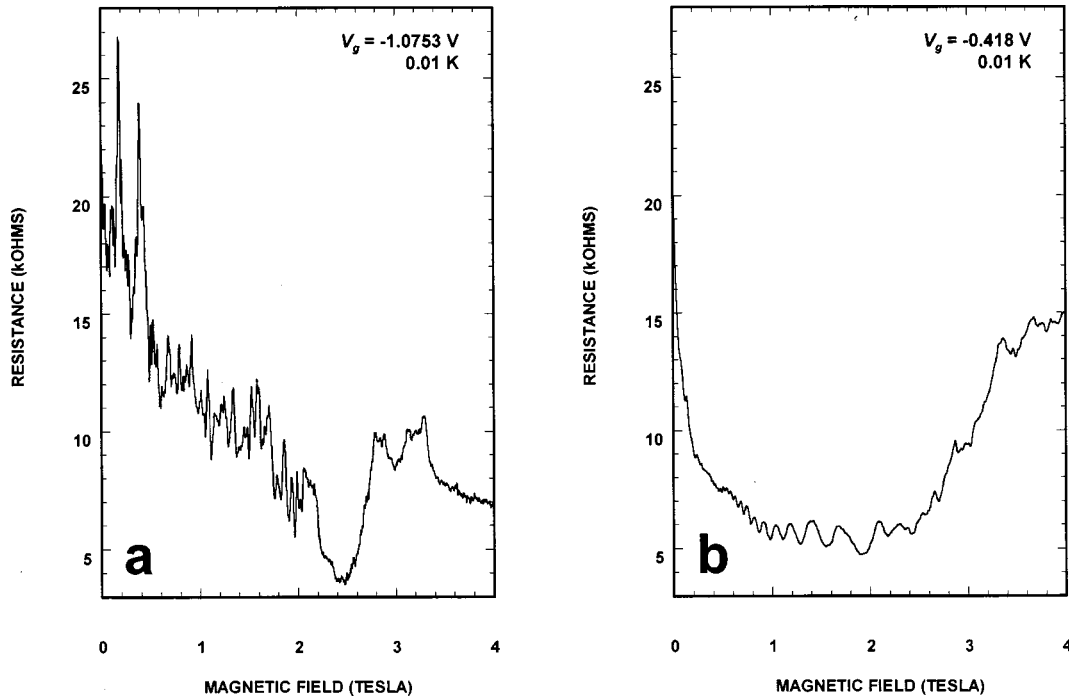 V_g = -1.0753 V
0.01 K
25
20
15
10
5
RESISTANCE (kOHMS)
a
0 1 2 3 4
MAGNETIC FIELD (TESLA)
V_g = -0.418 V
0.01 K
25
20
15
10
5
RESISTANCE (kOHMS)
b
0 1 2 3 4
MAGNETIC FIELD (TESLA)